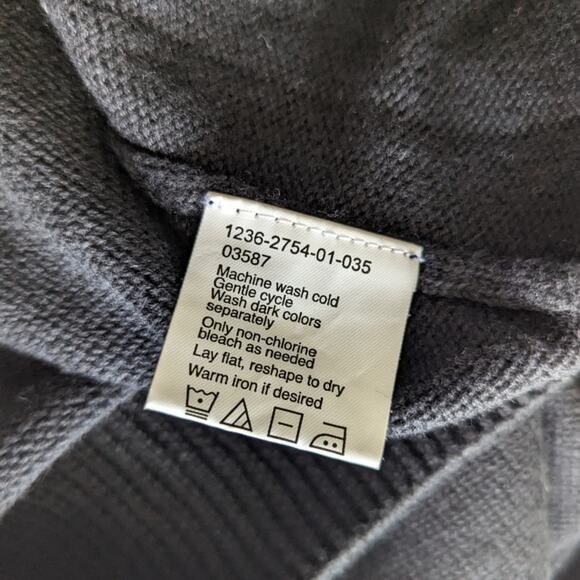 1236-2754-01-035
03587
Machine wash cold
Gentle cycle
Wash dark colors
separately
Only non-chlorine
bleach as needed
Lay flat, reshape to dry
Warm iron if desired